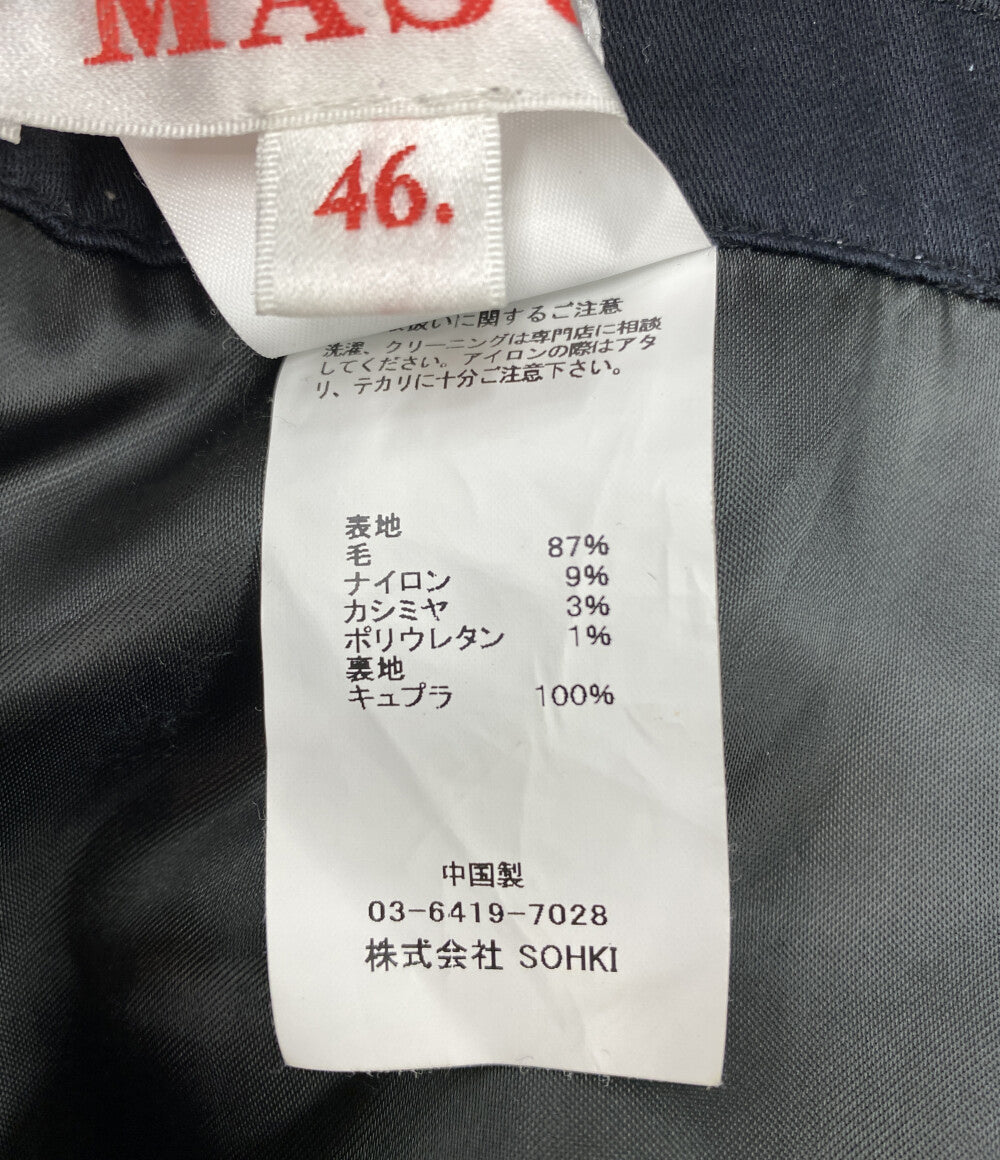 46.
扱いに関するご注意
洗濯、クリーニングは専門店に相談
してください。アイロンの際はアタ
リ、テカリに十分ご注意下さい。
表地
毛 87%
ナイロン 9%
カシミヤ 3%
ポリウレタン 1%
裏地
キュプラ 100%
中国製
03-6419-7028
株式会社 SOHKI